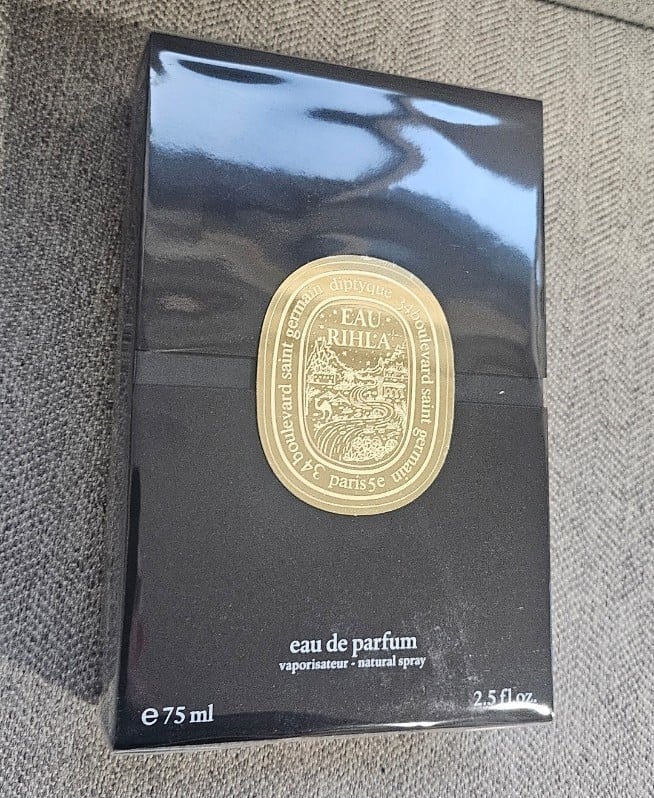 34 boulevard saint germain diptyque 34 boulevard saint germain
paris 5e
EAU
RIHLA
eau de parfum
vaporisateur - natural spray
℮ 75 ml
2.5 fl.oz.